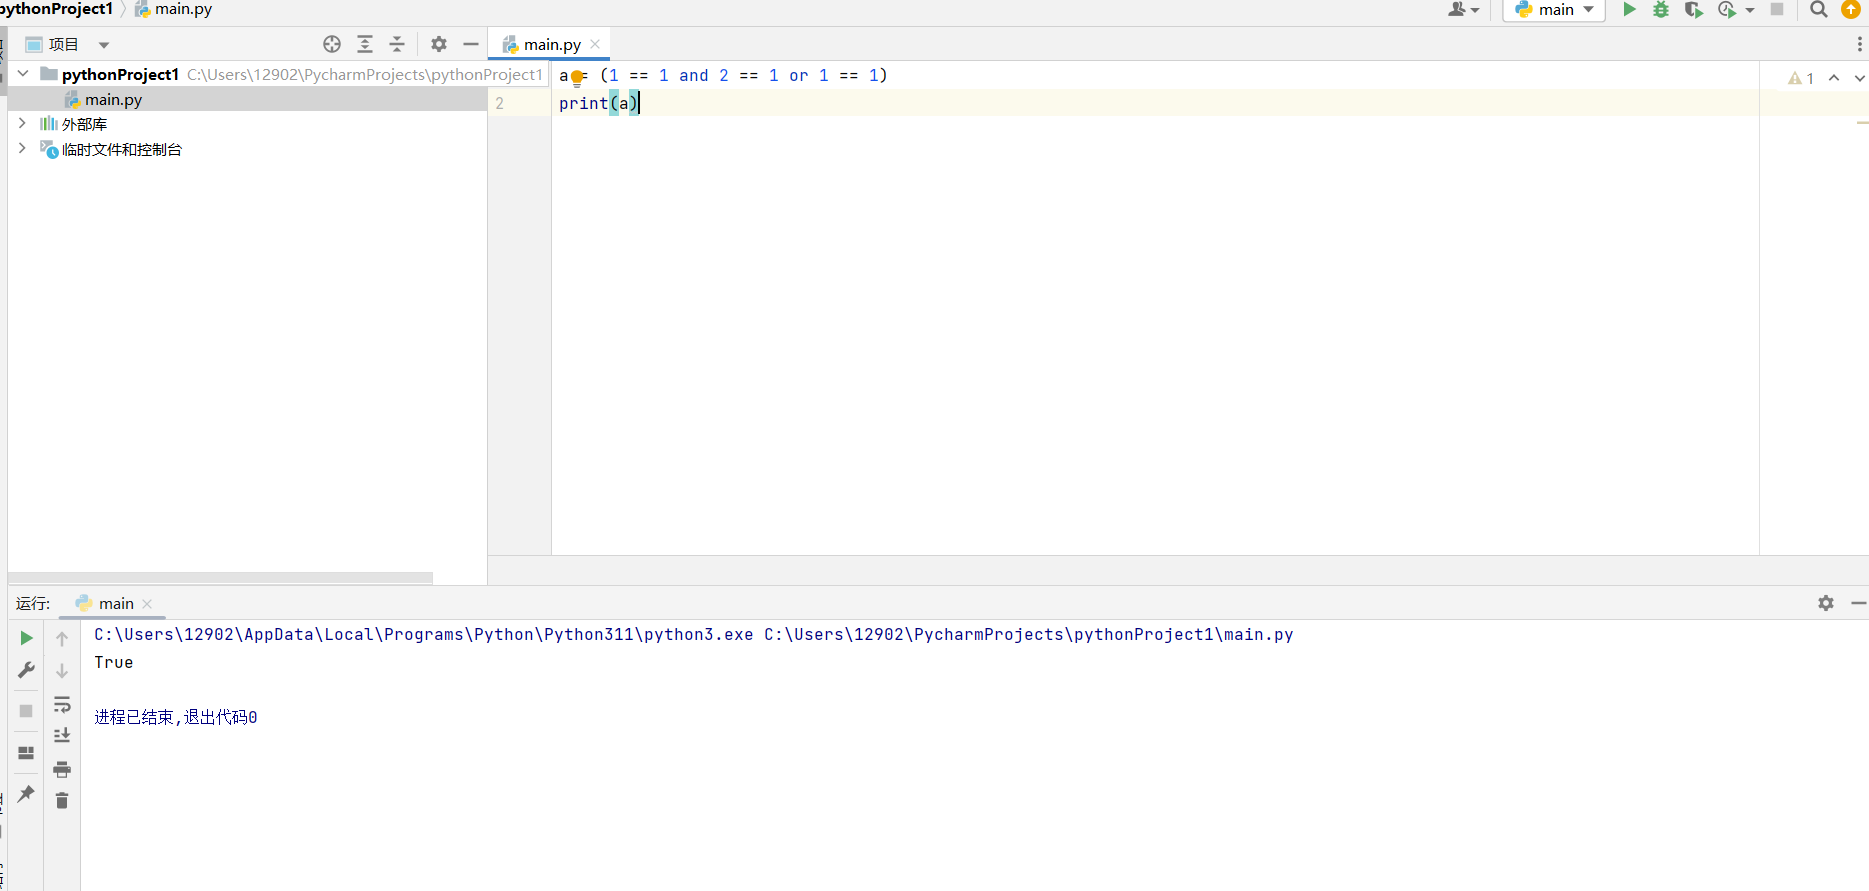 pythonProject1 main.py
main
项目
main.py
pythonProject1 C:\Users\12902\PycharmProjects\pythonProject1
main.py
外部库
临时文件和控制台
a = (1 == 1 and 2 == 1 or 1 == 1)
2 print(a)
1
运行: main
C:\Users\12902\AppData\Local\Programs\Python\Python311\python3.exe C:\Users\12902\PycharmProjects\pythonProject1\main.py
True
进程已结束,退出代码0